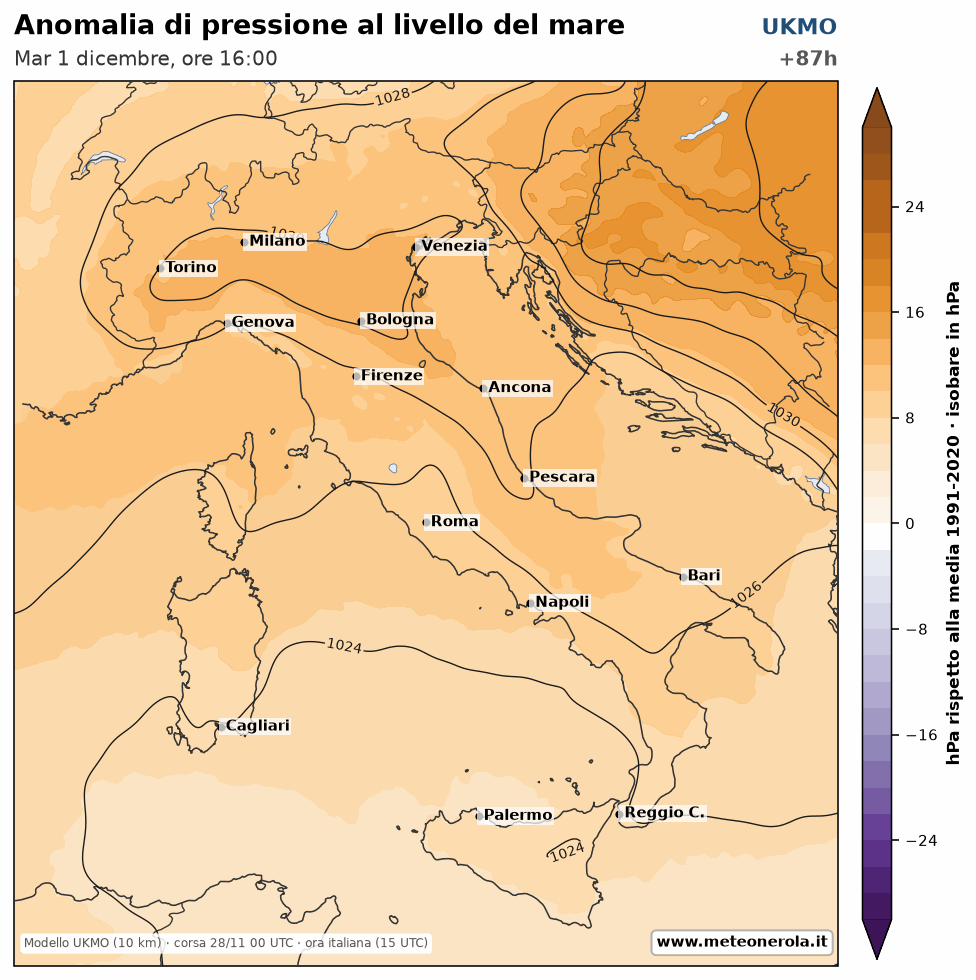 Anomalia di pressione al livello del mare
UKMO
Mar 1 dicembre, ore 16:00
+87h
1028
Milano
Venezia
Torino
Genova
Bologna
Firenze
Ancona
1030
Pescara
Roma
Bari
1026
Napoli
1024
Cagliari
Palermo
Reggio C.
1024
24
16
8
0
−8
−16
−24
hPa rispetto alla media 1991-2020 · isobare in hPa
Modello UKMO (10 km) · corsa 28/11 00 UTC · ora italiana (15 UTC)
www.meteonerola.it